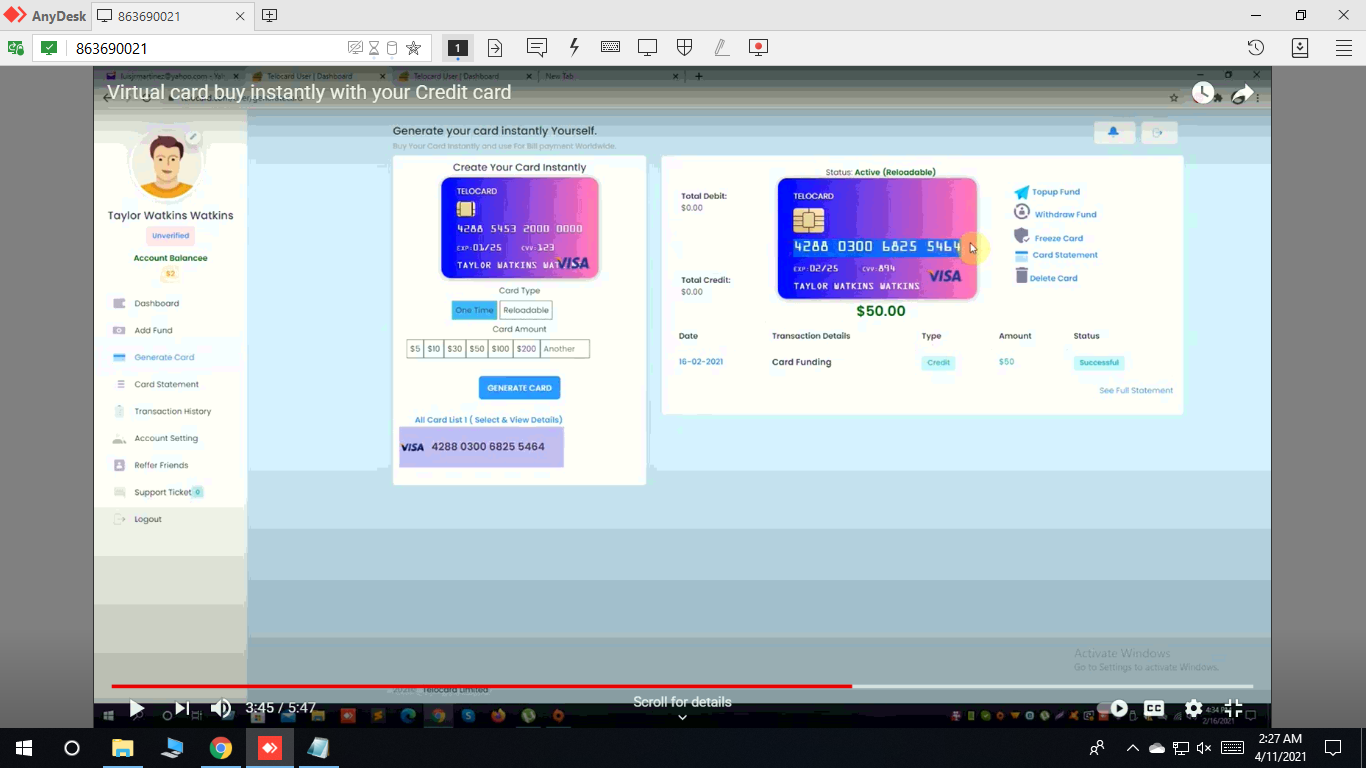 AnyDesk
863690021
863690021
1
luisjrmartinez@yahoo.com - Ya
Telocard User | Dashboard
Telocard User | Dashboard
New Tab
Virtual card buy instantly with your Credit card
Taylor Watkins Watkins
Unverified
Account Balancee
$2
Dashboard
Add Fund
Generate Card
Card Statement
Transaction History
Account Setting
Reffer Friends
Support Ticket 0
Logout
Generate your card instantly Yourself.
Buy Your Card Instantly and use For Bill payment Worldwide.
Create Your Card Instantly
TELOCARD
4288 5453 2000 0000
EXP:01/25 CVV:123
TAYLOR WATKINS WAT
VISA
Card Type
One Time
Reloadable
Card Amount
$5 $10 $30 $50 $100 $200 Another
GENERATE CARD
All Card List 1 ( Select & View Details)
VISA 4288 0300 6825 5464
Status: Active (Reloadable)
Total Debit:
$0.00
Total Credit:
$0.00
TELOCARD
4288 0300 6825 5464
EXP:02/25 CVV:894
TAYLOR WATKINS WATKINS
VISA
$50.00
Topup Fund
Withdraw Fund
Freeze Card
Card Statement
Delete Card
Date Transaction Details Type Amount Status
16-02-2021 Card Funding Credit $50 Successful
See Full Statement
Activate Windows
Go to Settings to activate Windows.
Telocard Limited
Scroll for details
3:45 / 5:47
CC
4:34 P
2/16/2021
2:27 AM
4/11/2021